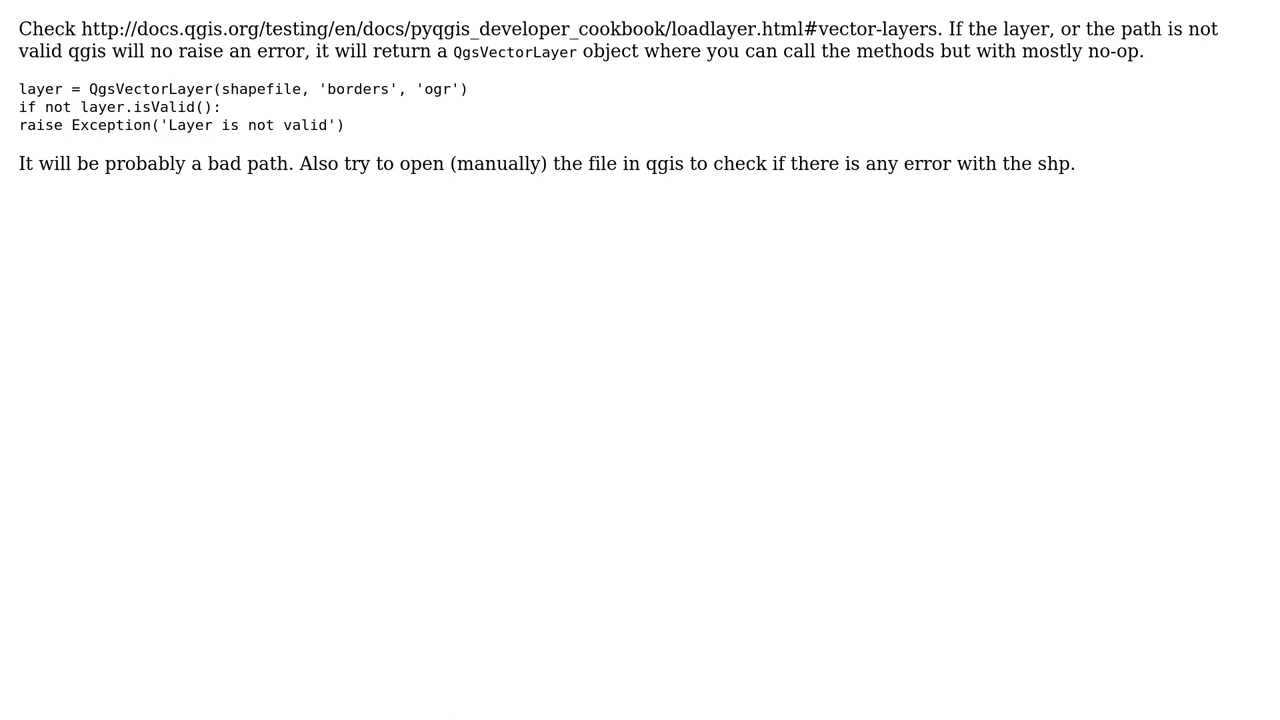 Check http://docs.qgis.org/testing/en/docs/pyqgis_developer_cookbook/loadlayer.html#vector-layers. If the layer, or the path is not
valid qgis will no raise an error, it will return a QgsVectorLayer object where you can call the methods but with mostly no-op.
layer = QgsVectorLayer(shapefile, 'borders', 'ogr')
if not layer.isValid():
raise Exception('Layer is not valid')
It will be probably a bad path. Also try to open (manually) the file in qgis to check if there is any error with the shp.